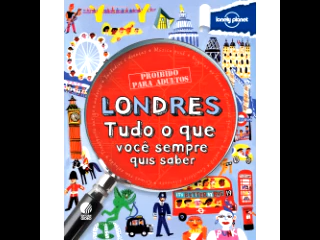 lonely planet
PROIBIDO
PARA ADULTOS
LONDRES
Tudo o que
você sempre
quis saber